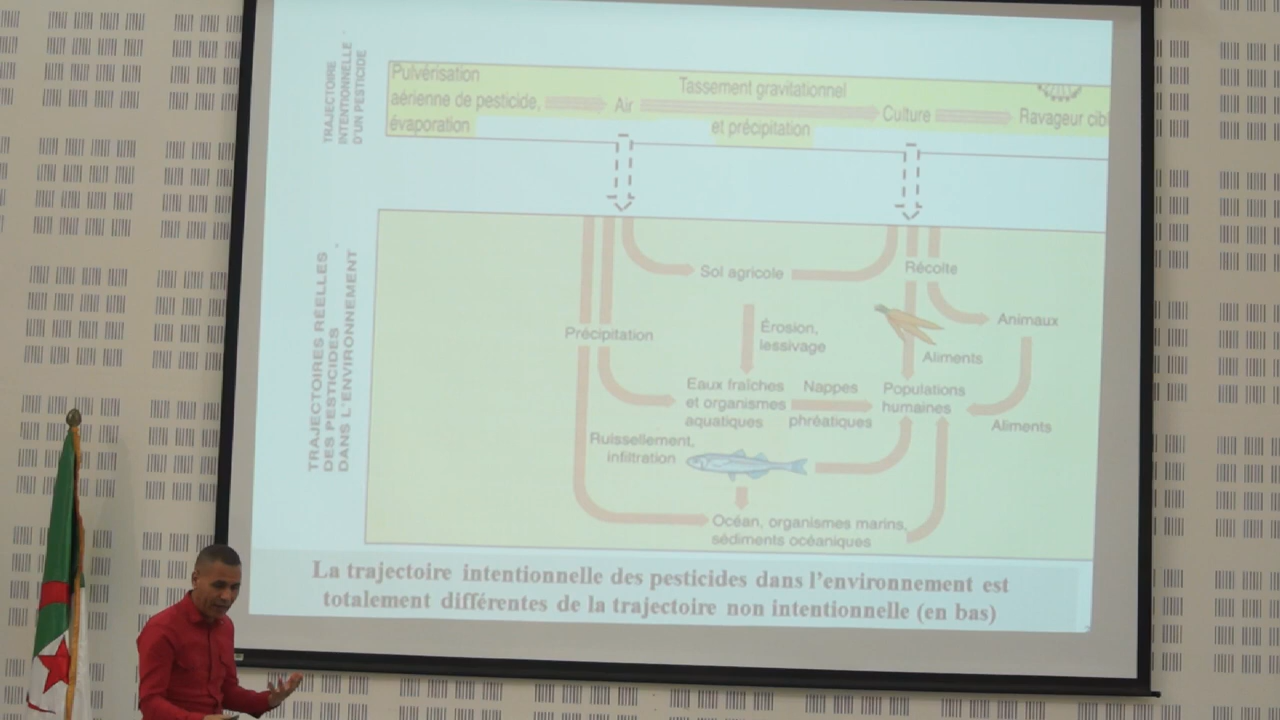 TRAJECTOIRE
INTENTIONNELLE
D'UN PESTICIDE
Pulvérisation
aérienne de pesticide,
évaporation
Air
Tassement gravitationnel
et précipitation
Culture
Ravageur cibl
TRAJECTOIRES RÉELLES
DES PESTICIDES
DANS L'ENVIRONNEMENT
Sol agricole
Récolte
Précipitation
Érosion,
lessivage
Animaux
Aliments
Eaux fraîches
et organismes
aquatiques
Nappes
phréatiques
Populations
humaines
Aliments
Ruissellement,
infiltration
Océan, organismes marins,
sédiments océaniques
La trajectoire intentionnelle des pesticides dans l'environnement est
totalement différentes de la trajectoire non intentionnelle (en bas)